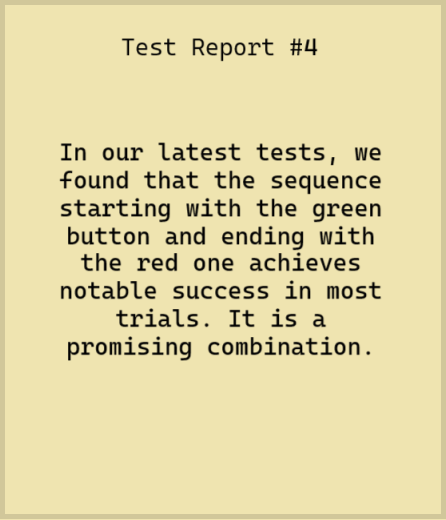 Test Report #4
In our latest tests, we
found that the sequence
starting with the green
button and ending with
the red one achieves
notable success in most
trials. It is a
promising combination.